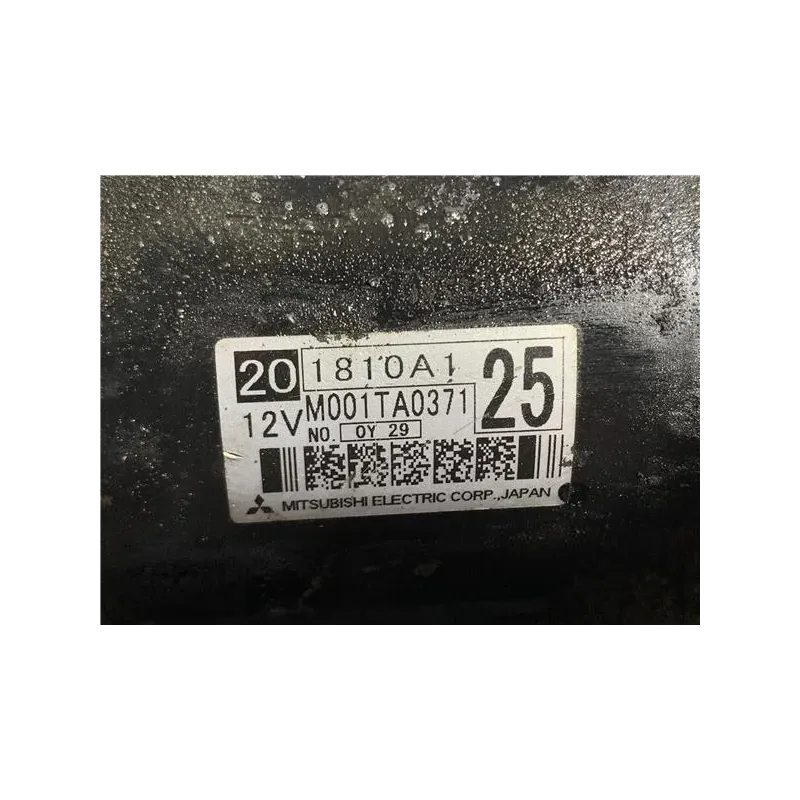 20 1810A1 25
12V M001TA0371
NO. 0Y 29
MITSUBISHI ELECTRIC CORP.,JAPAN